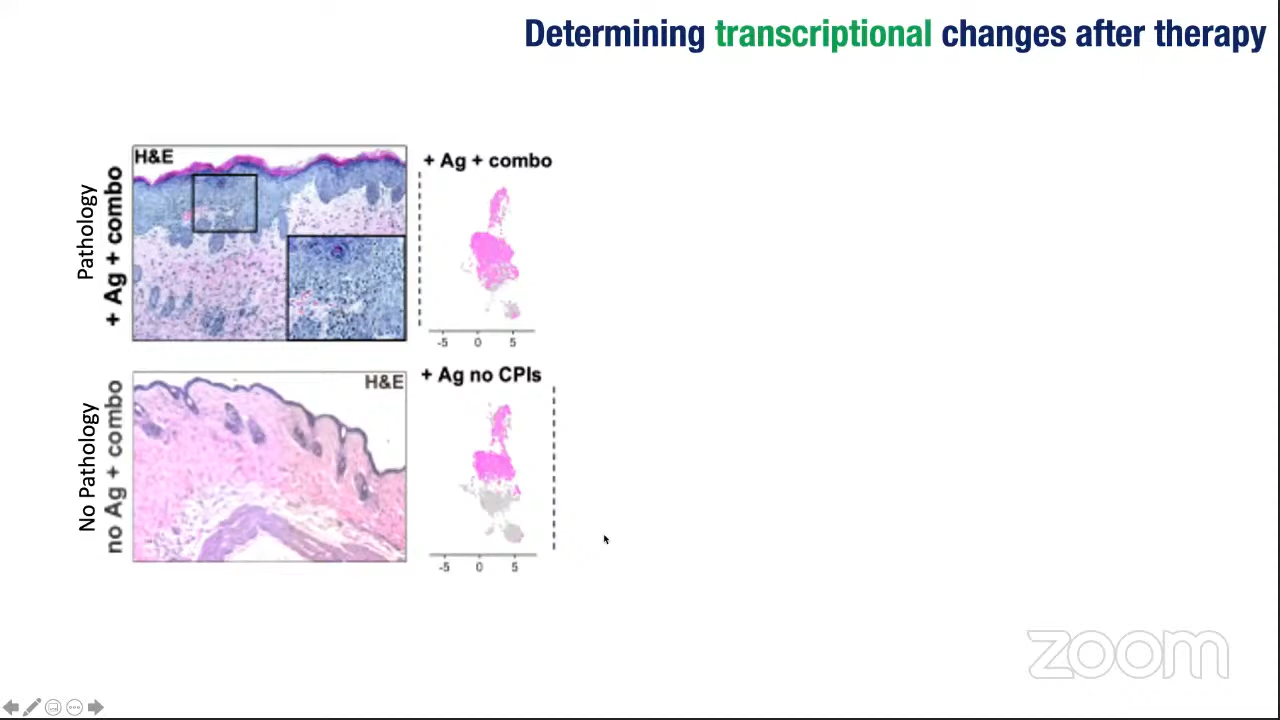 Determining transcriptional changes after therapy
Pathology
+ Ag + combo
H&E
+ Ag + combo
-5 0 5
No Pathology
no Ag + combo
H&E
+ Ag no CPIs
-5 0 5
zoom